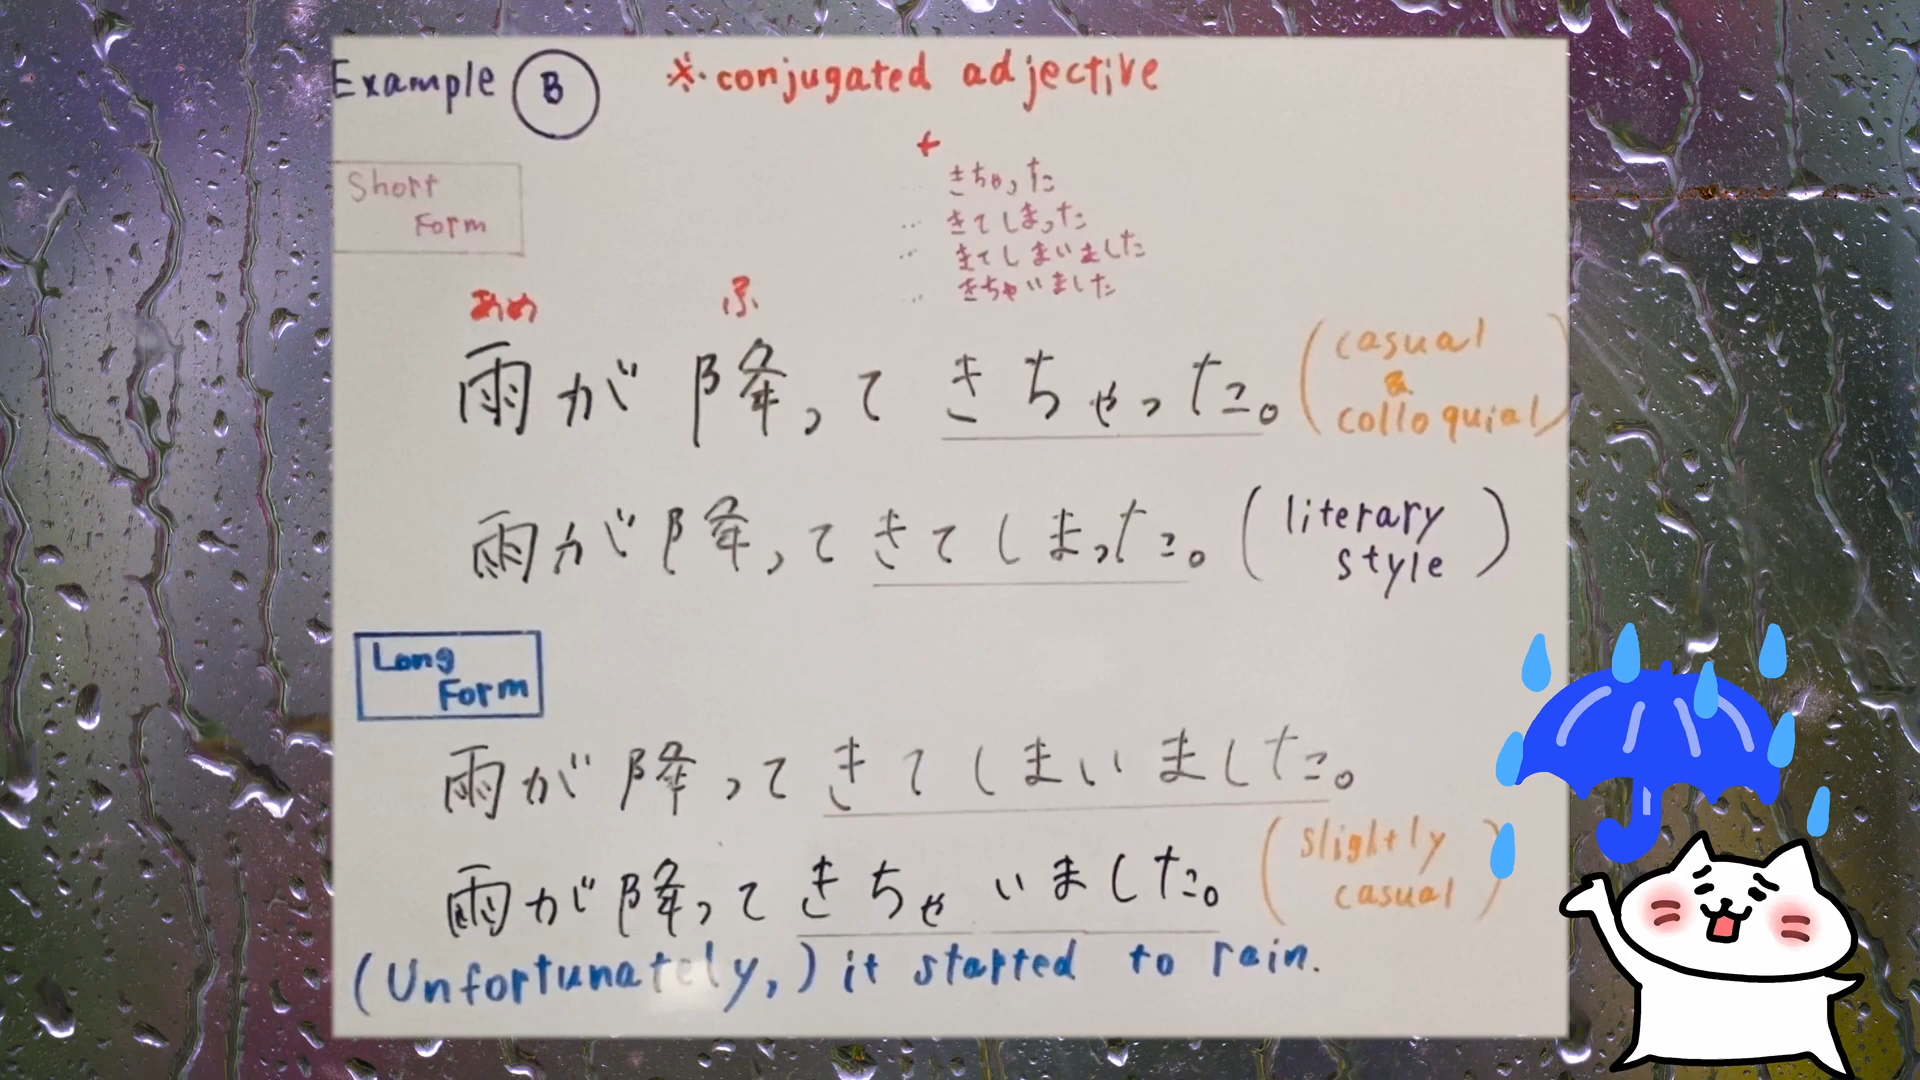 Example B ※ conjugated adjective
+
Short
Form
きちゃった
… きてしまった
… きてしまいました
… きちゃいました
あめ ふ
雨が降ってきちゃった。 (casual
&
colloquial)
雨が降ってきてしまった。 (literary
style)
Long
Form
雨が降ってきてしまいました。
雨が降ってきちゃいました。 (slightly
casual)
(Unfortunately,) it started to rain.